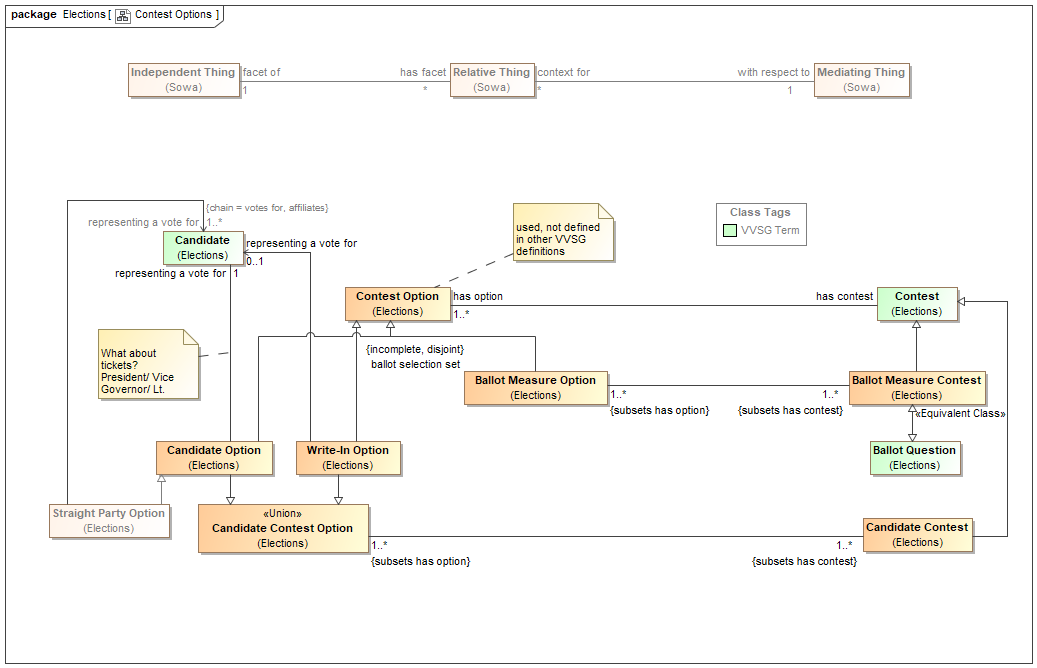 package Elections [ Contest Options ]
Independent Thing
(Sowa)
facet of
1
has facet
*
Relative Thing
(Sowa)
context for
*
with respect to
1
Mediating Thing
(Sowa)
{chain = votes for, affiliates}
representing a vote for
1..*
Candidate
(Elections)
representing a vote for
0..1
representing a vote for
1
used, not defined
in other VVSG
definitions
Class Tags
VVSG Term
Contest Option
(Elections)
has option
1..*
has contest
Contest
(Elections)
What about
tickets?
President/ Vice
Governor/ Lt.
{incomplete, disjoint}
ballot selection set
Ballot Measure Option
(Elections)
1..*
{subsets has option}
1..*
{subsets has contest}
Ballot Measure Contest
(Elections)
«Equivalent Class»
Candidate Option
(Elections)
Write-In Option
(Elections)
Ballot Question
(Elections)
Straight Party Option
(Elections)
«Union»
Candidate Contest Option
(Elections)
1..*
{subsets has option}
1..*
{subsets has contest}
Candidate Contest
(Elections)